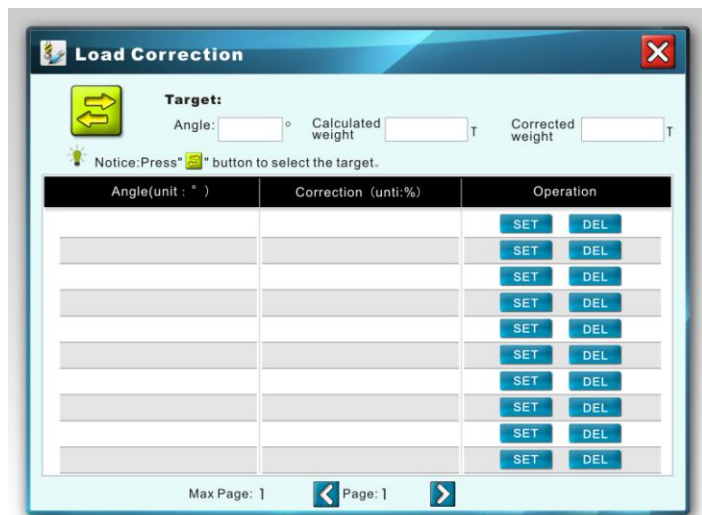 Load Correction
Target:
Angle: ° Calculated weight T Corrected weight T
Notice:Press" " button to select the target。
Angle(unit : ° ) Correction (unti:%) Operation
SET DEL
SET DEL
SET DEL
SET DEL
SET DEL
SET DEL
SET DEL
SET DEL
SET DEL
SET DEL
Max Page: 1 Page: 1